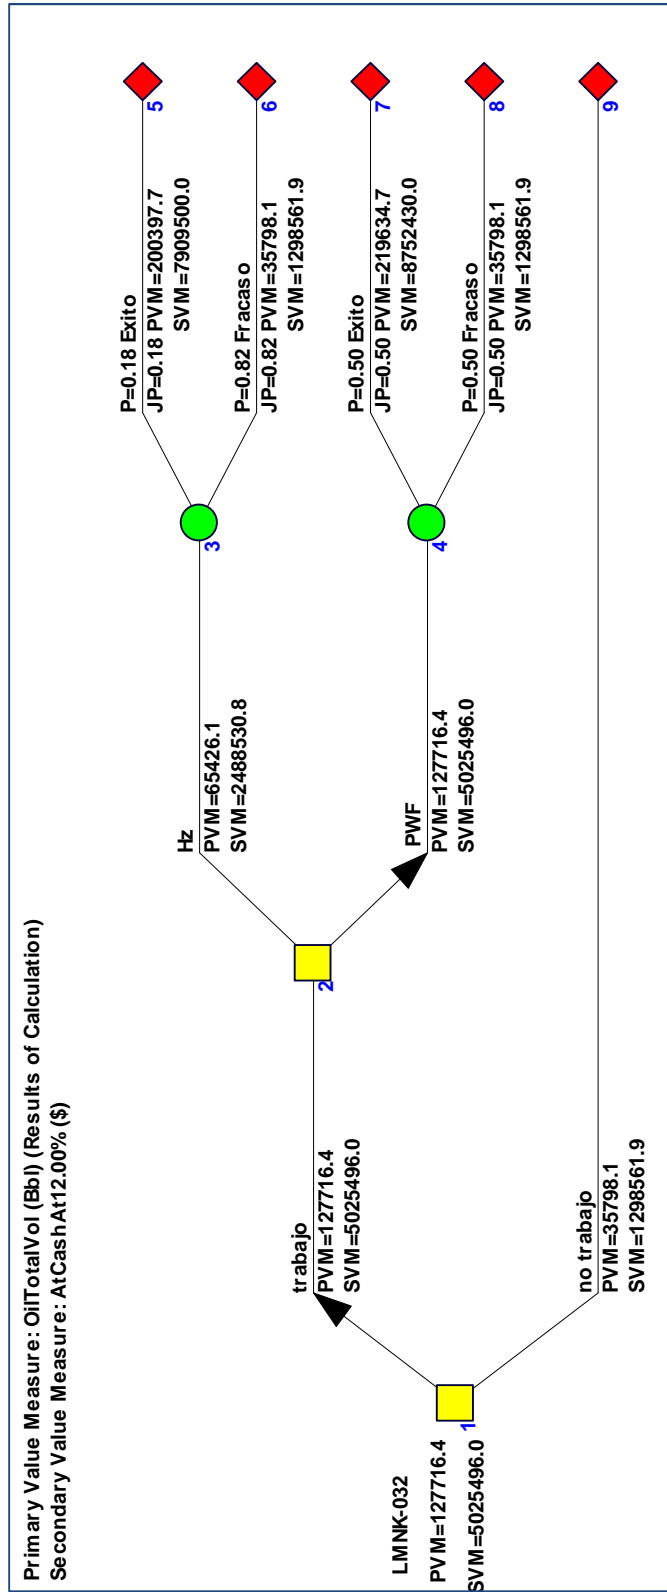 Primary Value Measure: OilTotalVol (Bbl) (Results of Calculation)
Secondary Value Measure: AtCashAt12.00% ($)
LMNK-032
PVM=127716.4
SVM=5025496.0
1
trabajo
PVM=127716.4
SVM=5025496.0
2
Hz
PVM=65426.1
SVM=2488530.8
3
P=0.18 Exito
JP=0.18 PVM=200397.7
SVM=7909500.0
5
P=0.82 Fracaso
JP=0.82 PVM=35798.1
SVM=1298561.9
6
PWF
PVM=127716.4
SVM=5025496.0
4
P=0.50 Exito
JP=0.50 PVM=219634.7
SVM=8752430.0
7
P=0.50 Fracaso
JP=0.50 PVM=35798.1
SVM=1298561.9
8
no trabajo
PVM=35798.1
SVM=1298561.9
9